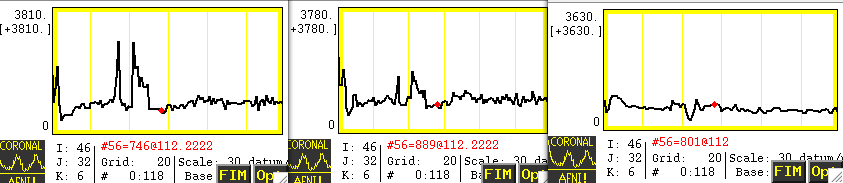 3810.
[+3810.]
0
CORONAL
AFNI!
I: 46
J: 32
K: 6
#56=746@112.2222
Grid: 20
Scale: 30 datum
# 0:118
Base:
FIM
Op
3780.
+3780.]
0
I: 46
J: 32
K: 6
#56=889@112.2222
Grid: 20
Scale: 30 datum
# 0:118
Base
FIM
Op
3630.
[+3630.]
0
CORONAL
AFNI!
I: 46
J: 32
K: 6
#56=801@112
Grid: 20
Scale: 30 datum/
# 0:118
Base:
FIM
Op